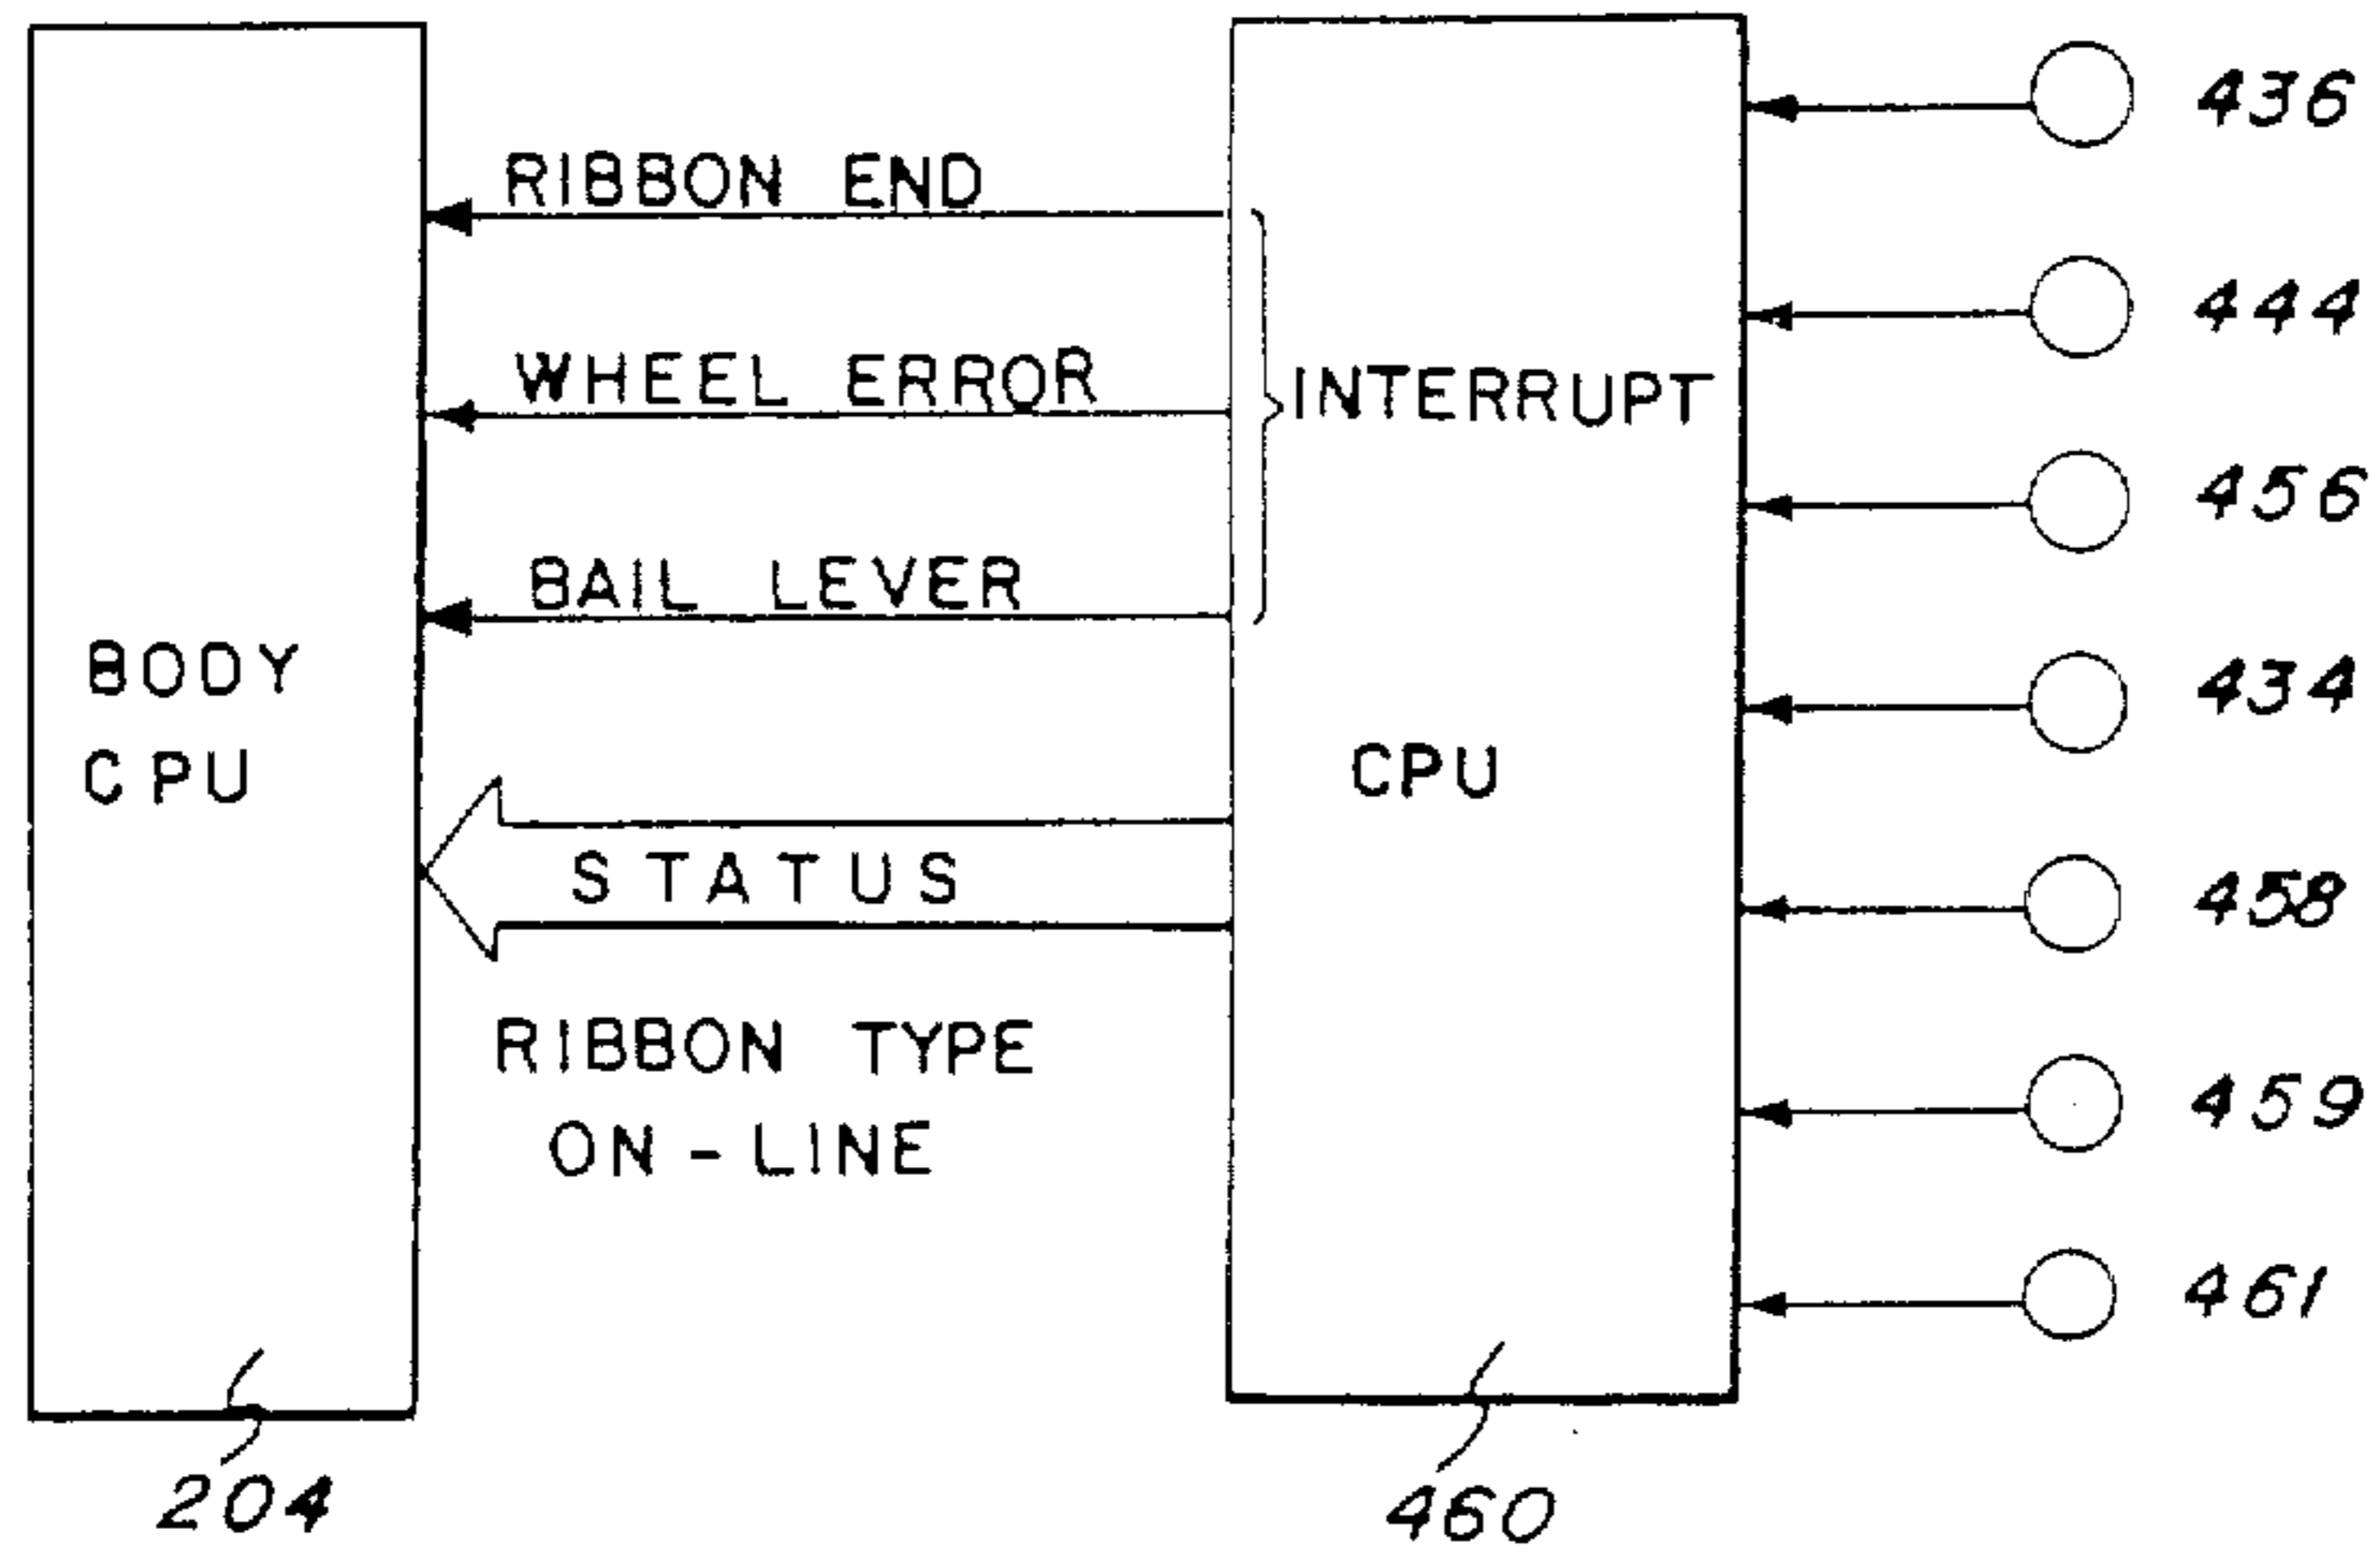 RIBBON END
WHEEL ERROR
BAIL LEVER
BODY
CPU
STATUS
RIBBON TYPE
ON-LINE
INTERRUPT
CPU
436
444
456
434
458
459
461
204
460